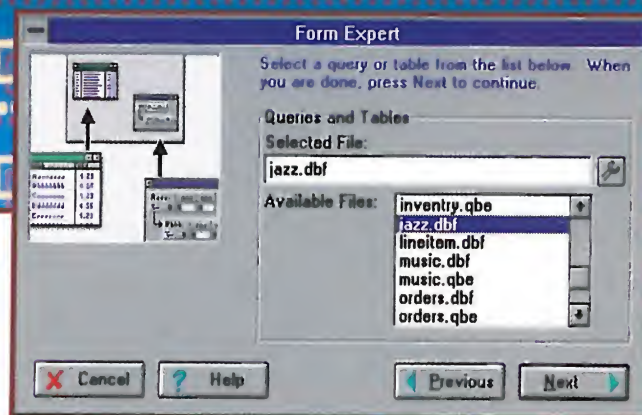 Form Expert
Select a query or table from the list below. When
you are done, press Next to continue.
Queries and Tables
Selected File:
jazz.dbf
Available Files:
inventry.qbe
jazz.dbf
lineitem.dbf
music.dbf
music.qbe
orders.dbf
orders.qbe
Cancel
Help
Previous
Next